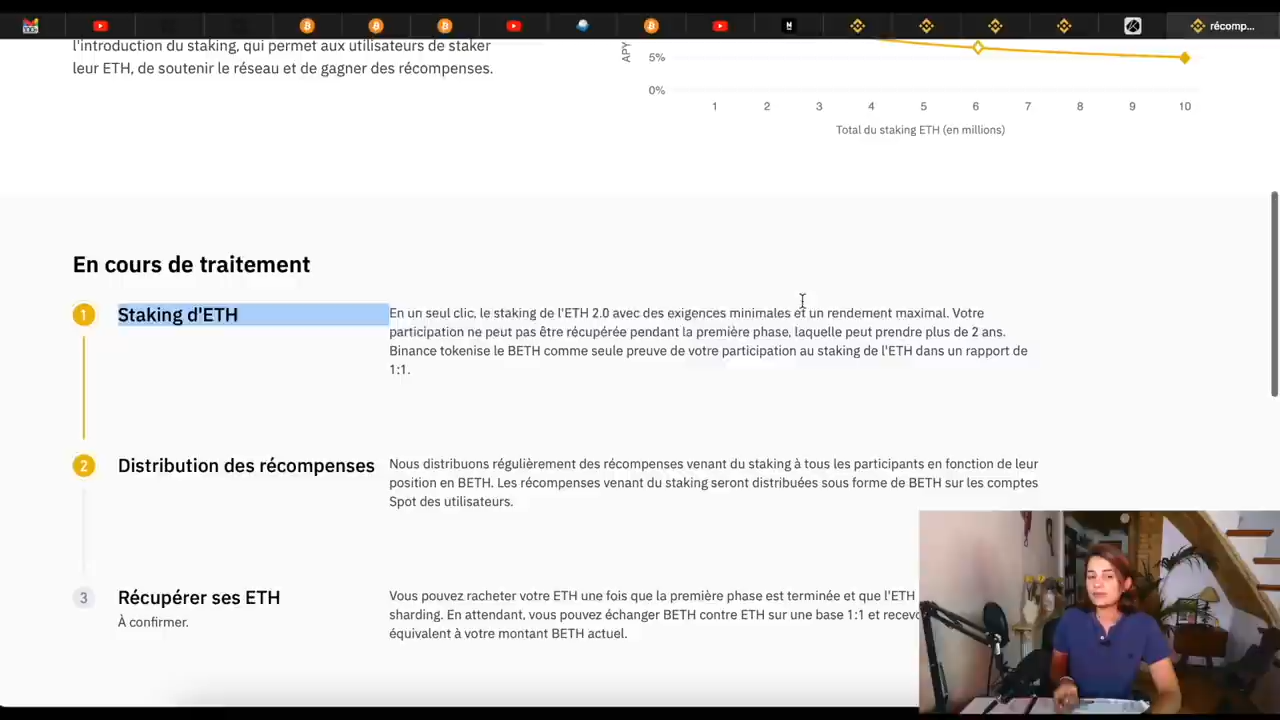 récomp...
l'introduction du staking, qui permet aux utilisateurs de staker
leur ETH, de soutenir le réseau et de gagner des récompenses.
APY
5%
0%
1 2 3 4 5 6 7 8 9 10
Total du staking ETH (en millions)
En cours de traitement
1
Staking d'ETH
En un seul clic, le staking de l'ETH 2.0 avec des exigences minimales et un rendement maximal. Votre
participation ne peut pas être récupérée pendant la première phase, laquelle peut prendre plus de 2 ans.
Binance tokenise le BETH comme seule preuve de votre participation au staking de l'ETH dans un rapport de
1:1.
2
Distribution des récompenses
Nous distribuons régulièrement des récompenses venant du staking à tous les participants en fonction de leur
position en BETH. Les récompenses venant du staking seront distribuées sous forme de BETH sur les comptes
Spot des utilisateurs.
3
Récupérer ses ETH
À confirmer.
Vous pouvez racheter votre ETH une fois que la première phase est terminée et que l'ETH
sharding. En attendant, vous pouvez échanger BETH contre ETH sur une base 1:1 et
équivalent à votre montant BETH actuel.